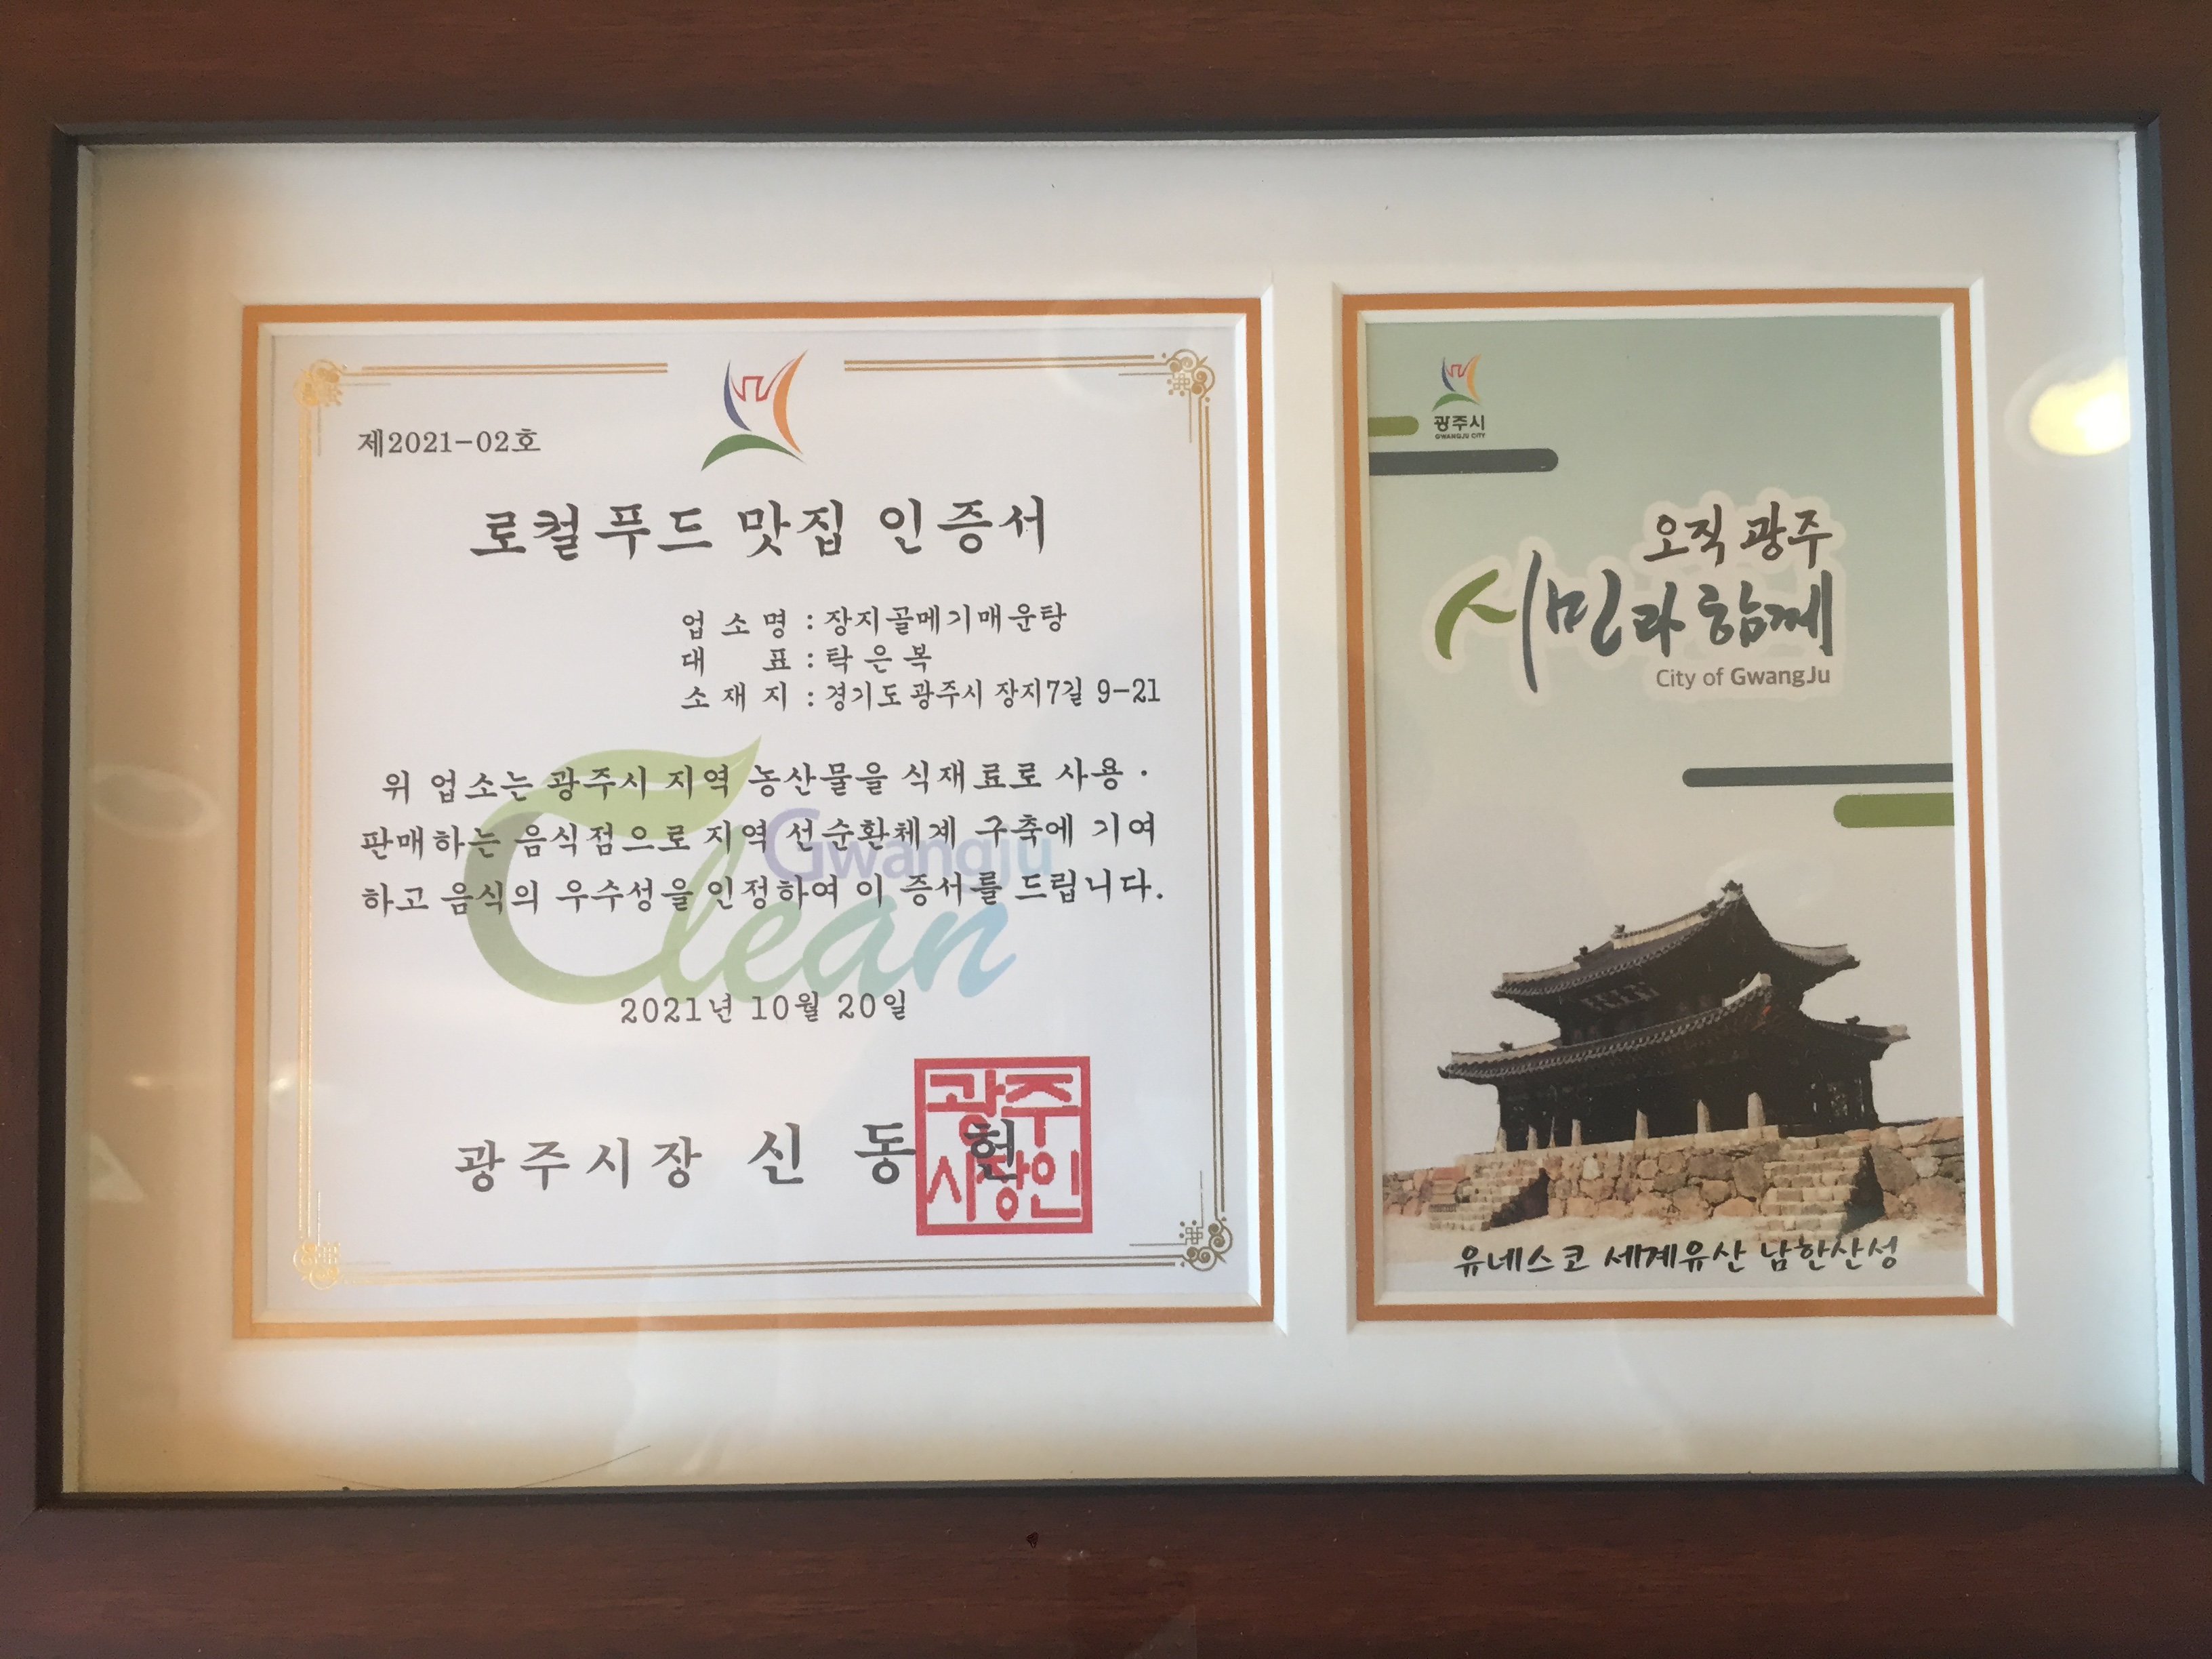 제2021-02호
로컬푸드 맛집 인증서
업 소 명 : 장지골메기매운탕
대 표 : 탁 은 복
소 재 지 : 경기도 광주시 장지7길 9-21
위 업소는 광주시 지역 농산물을 식재료로 사용 ·
판매하는 음식점으로 지역 선순환체계 구축에 기여
하고 음식의 우수성을 인정하여 이 증서를 드립니다.
Gwangju
Clean
2021년 10월 20일
광주시장 신 동 헌
광주
시장인
광주시
GWANGJU CITY
오직 광주
시민과 함께
City of GwangJu
유네스코 세계유산 남한산성